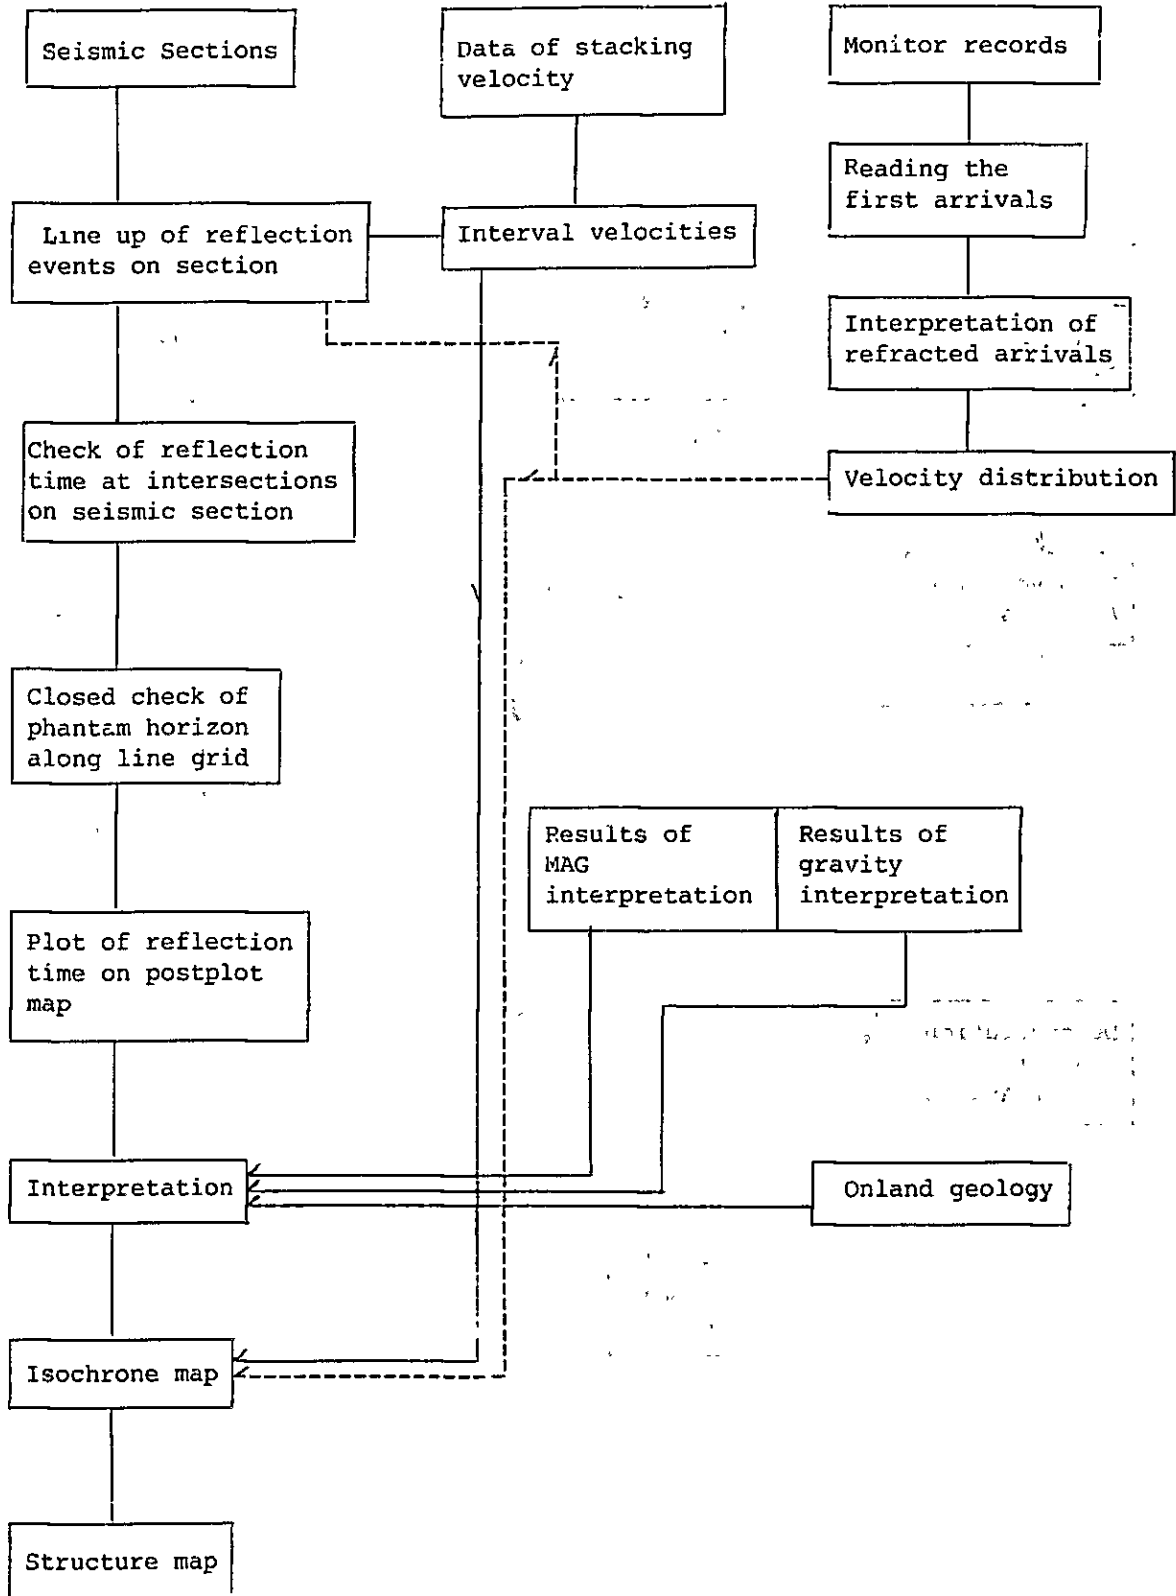 Seismic Sections
Data of stacking
velocity
Monitor records
Reading the
first arrivals
Line up of reflection
events on section
Interval velocities
Interpretation of
refracted arrivals
Check of reflection
time at intersections
on seismic section
Velocity distribution
Closed check of
phantam horizon
along line grid
Results of
MAG
interpretation
Results of
gravity
interpretation
Plot of reflection
time on postplot
map
Interpretation
Onland geology
Isochrone map
Structure map